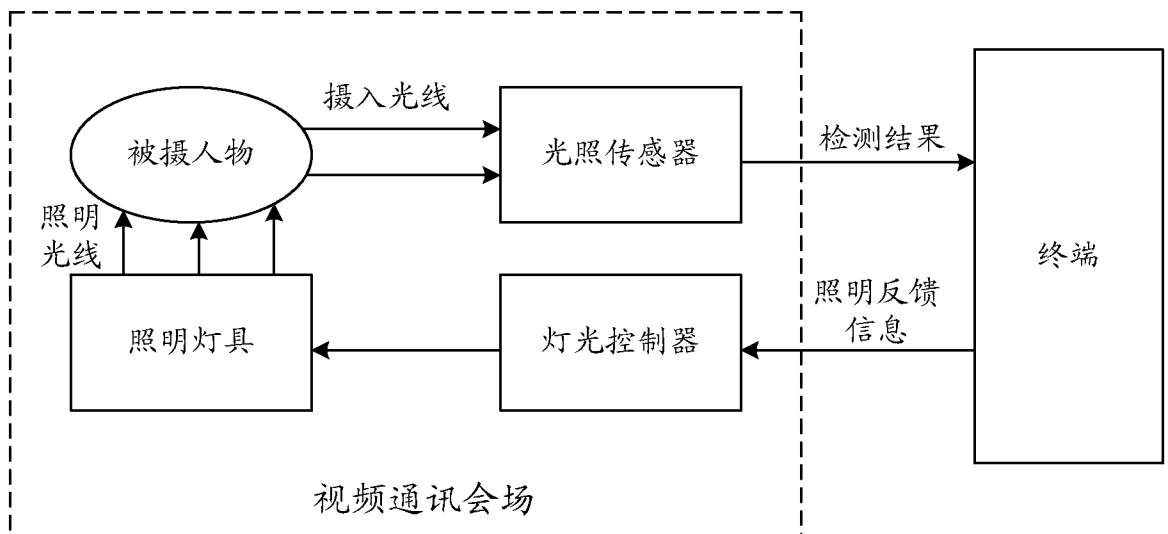 摄入光线
被摄人物
光照传感器
检测结果
照明
光线
终端
照明反馈
信息
照明灯具
灯光控制器
视频通讯会场